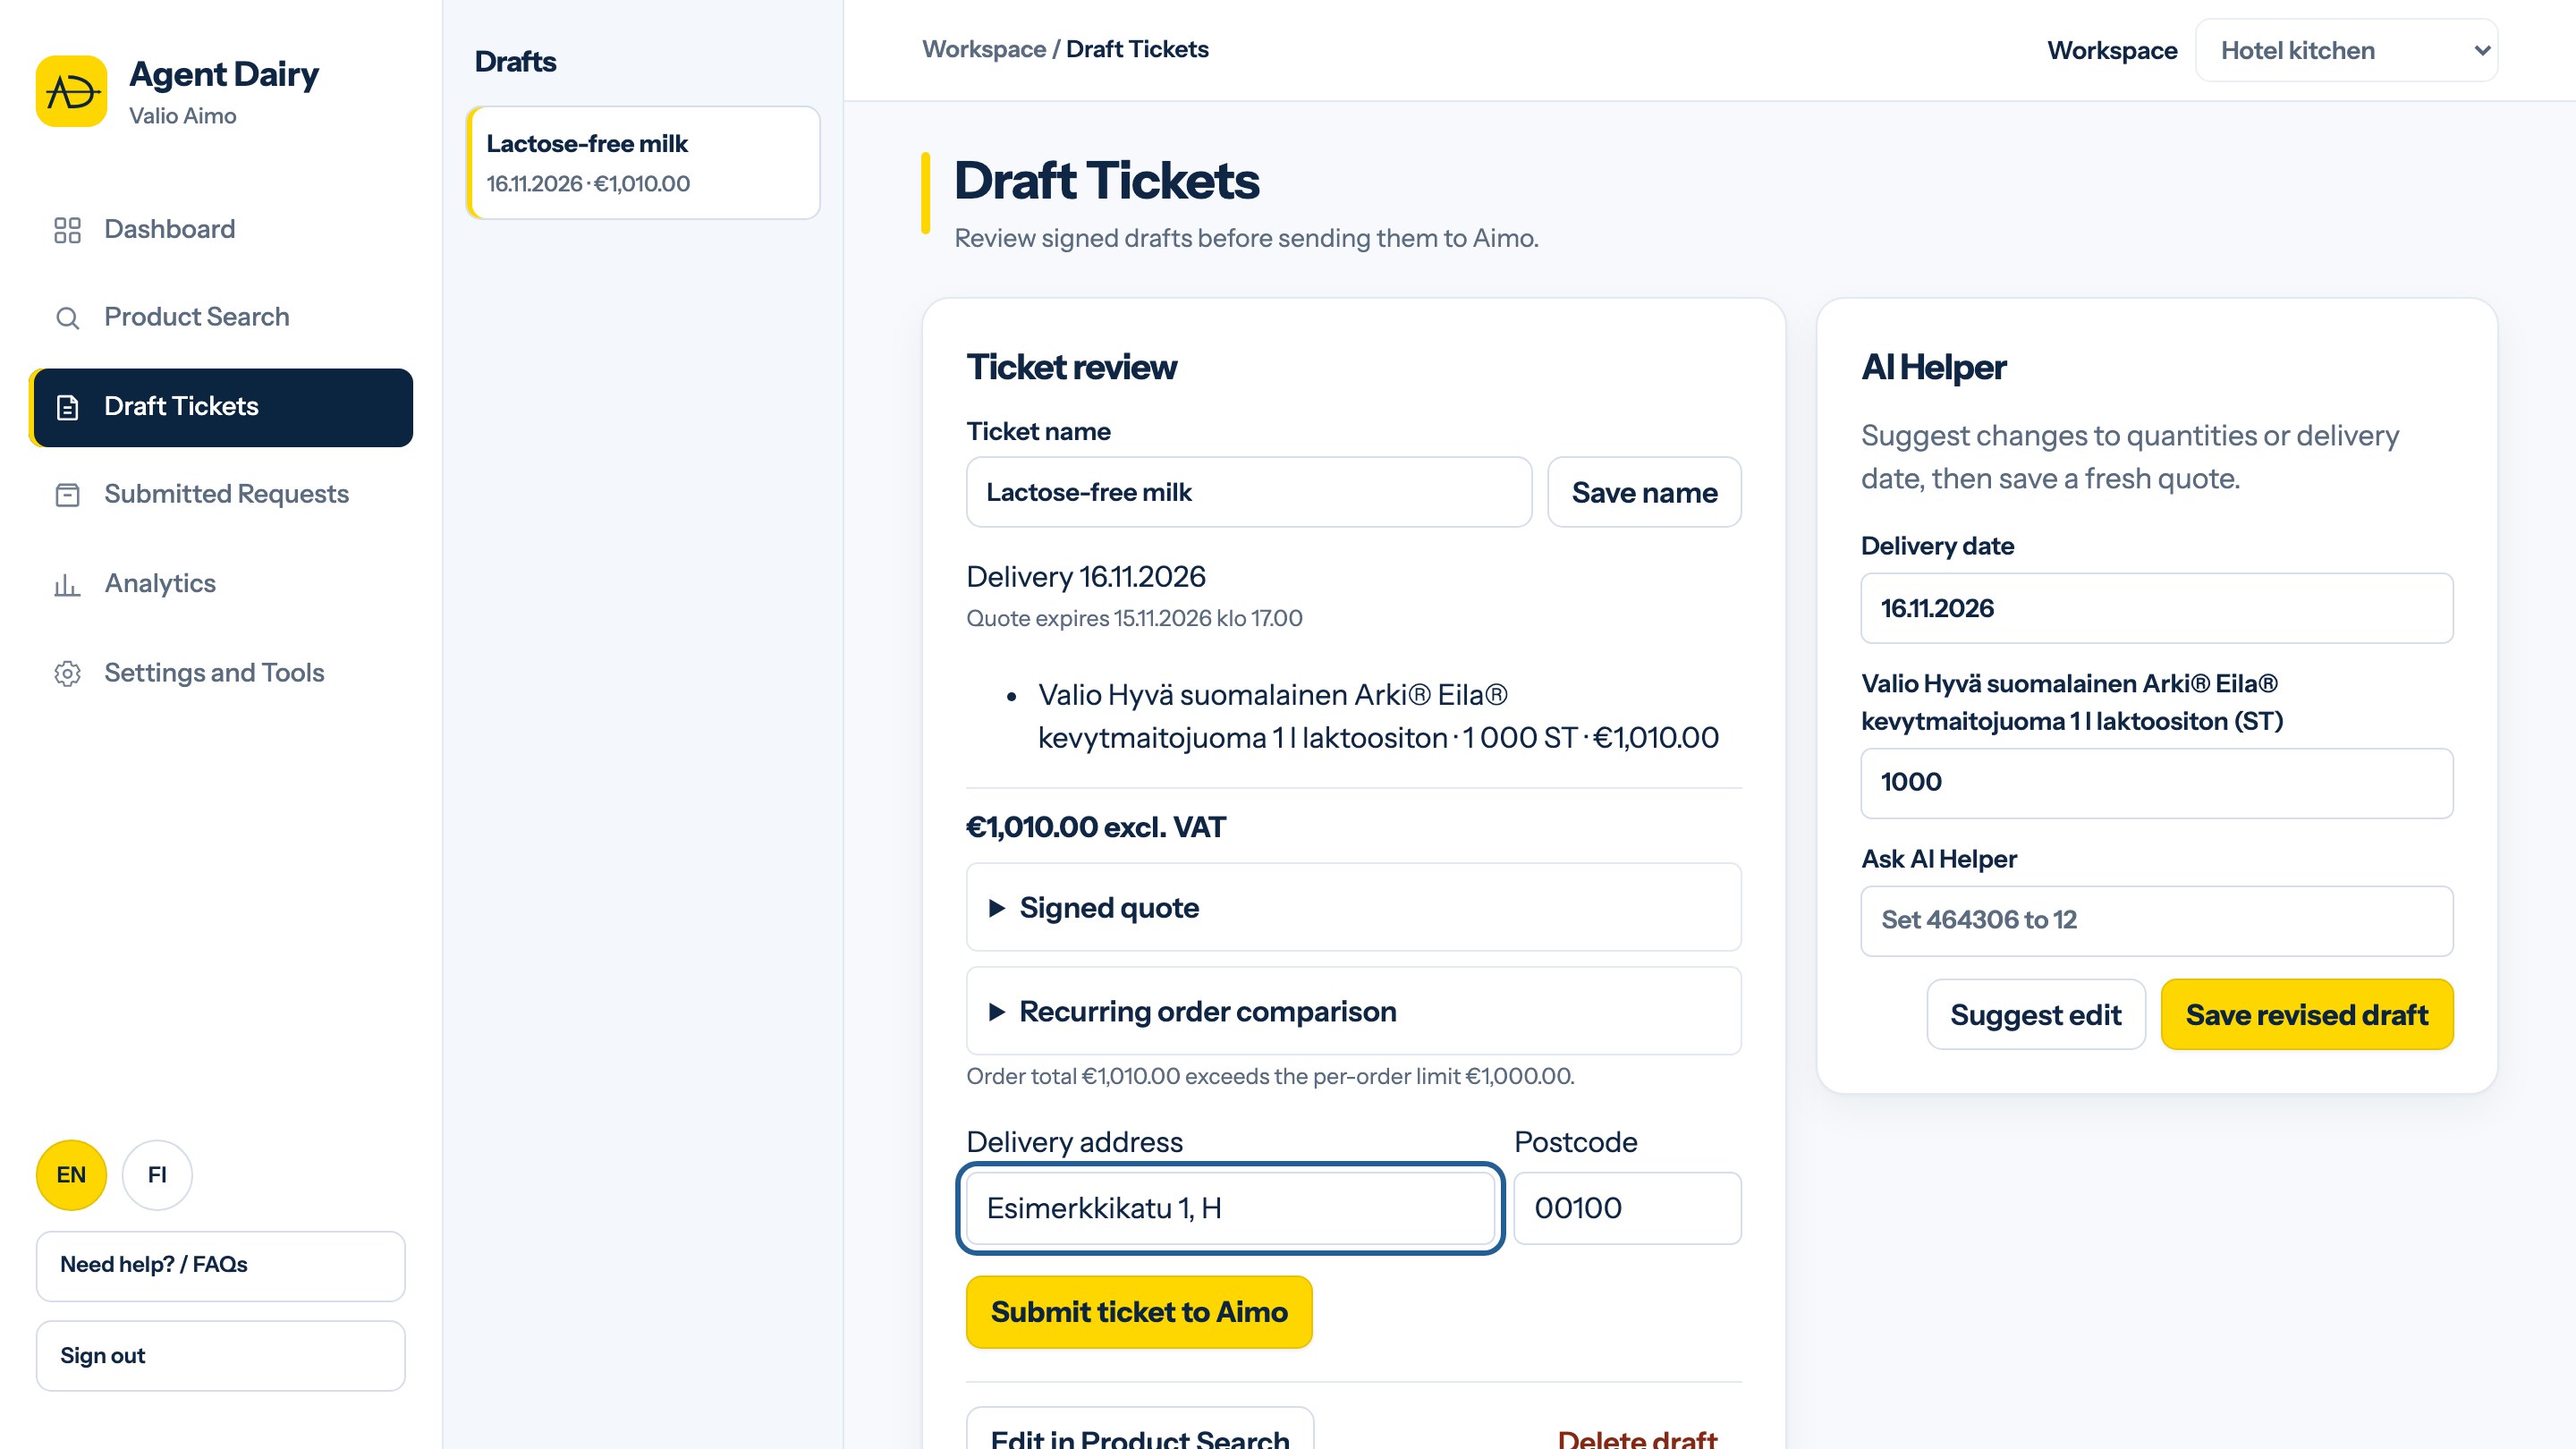 Agent Dairy
Valio Aimo
Dashboard
Product Search
Draft Tickets
Submitted Requests
Analytics
Settings and Tools
EN
FI
Need help? / FAQs
Sign out
Drafts
Lactose-free milk
16.11.2026 · €1,010.00
Workspace / Draft Tickets
Workspace
Hotel kitchen
Draft Tickets
Review signed drafts before sending them to Aimo.
Ticket review
Ticket name
Lactose-free milk
Save name
Delivery 16.11.2026
Quote expires 15.11.2026 klo 17.00
• Valio Hyvä suomalainen Arki® Eila®
kevytmaitojuoma 1 l laktoositon · 1 000 ST · €1,010.00
€1,010.00 excl. VAT
Signed quote
Recurring order comparison
Order total €1,010.00 exceeds the per-order limit €1,000.00.
Delivery address
Postcode
Esimerkkikatu 1, H
00100
Submit ticket to Aimo
Edit in Product Search
Delete draft
AI Helper
Suggest changes to quantities or delivery
date, then save a fresh quote.
Delivery date
16.11.2026
Valio Hyvä suomalainen Arki® Eila®
kevytmaitojuoma 1 l laktoositon (ST)
1000
Ask AI Helper
Set 464306 to 12
Suggest edit
Save revised draft